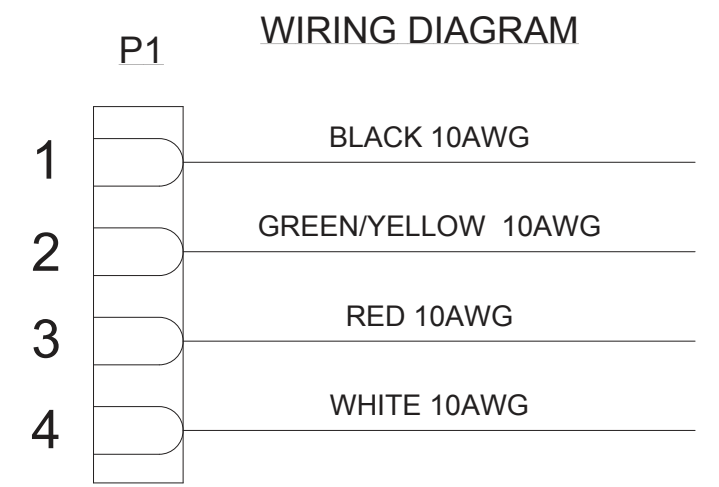 WIRING DIAGRAM
P1
1 BLACK 10AWG
2 GREEN/YELLOW 10AWG
3 RED 10AWG
4 WHITE 10AWG